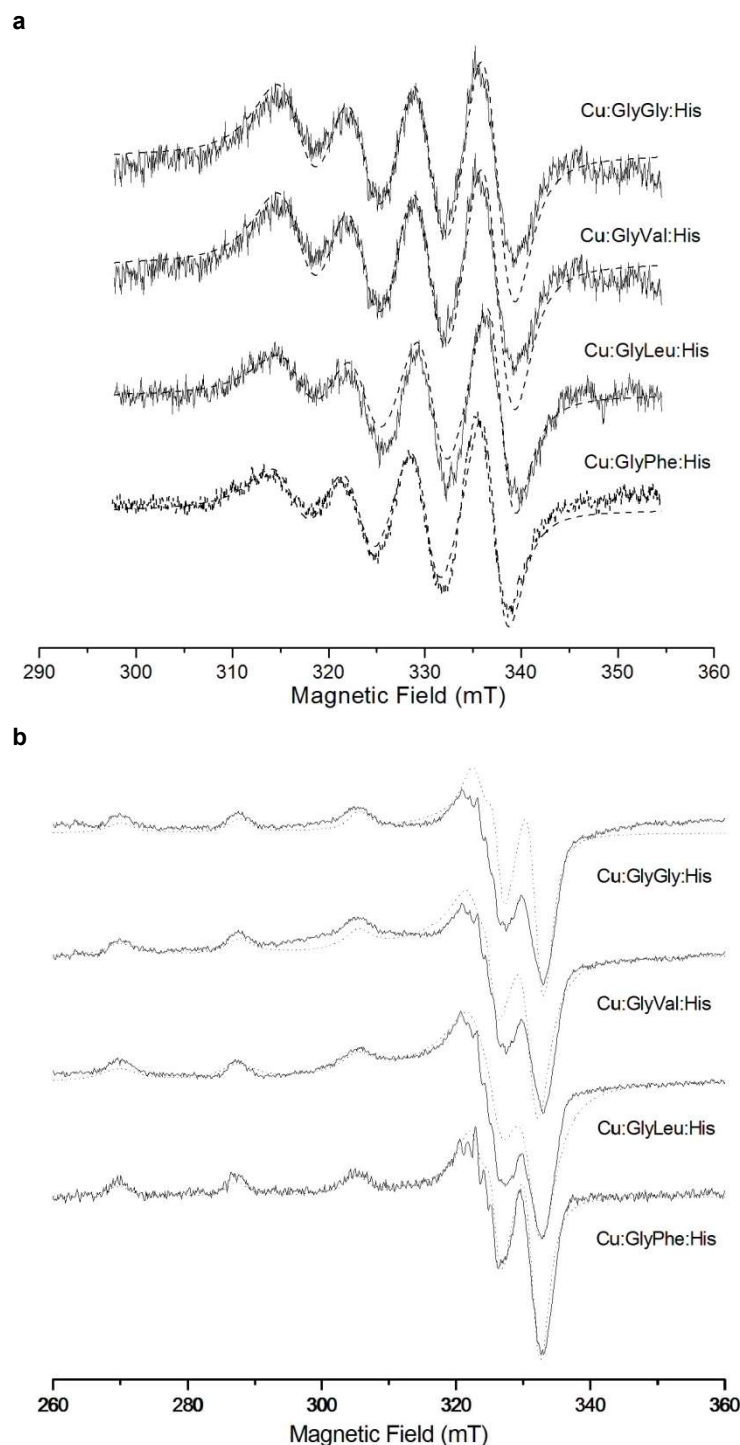 a
Cu:GlyGly:His
Cu:GlyVal:His
Cu:GlyLeu:His
Cu:GlyPhe:His
290 300 310 320 330 340 350 360
Magnetic Field (mT)
b
Cu:GlyGly:His
Cu:GlyVal:His
Cu:GlyLeu:His
Cu:GlyPhe:His
260 280 300 320 340 360
Magnetic Field (mT)